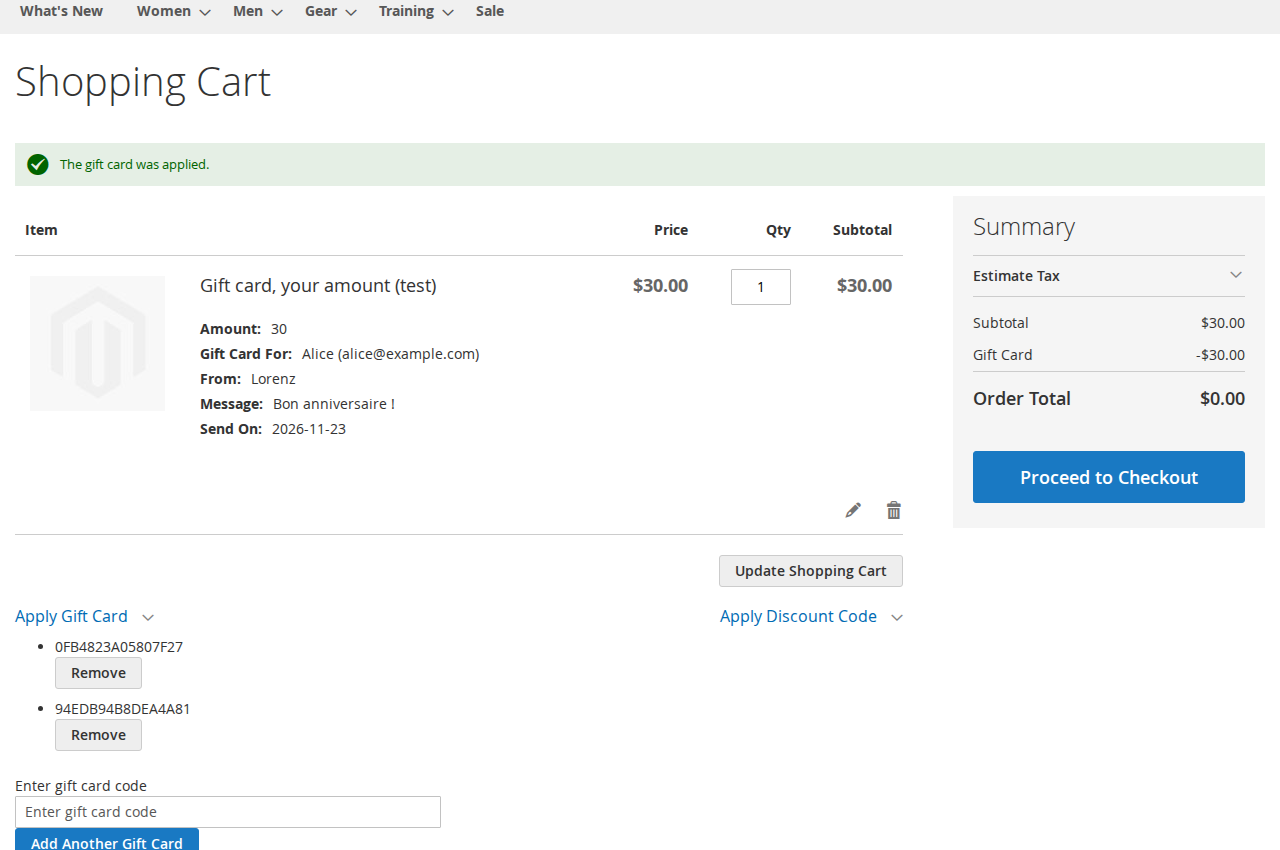 What's New Women Men Gear Training Sale
Shopping Cart
The gift card was applied.
Item Price Qty Subtotal
Gift card, your amount (test) $30.00 1 $30.00
Amount: 30
Gift Card For: Alice (alice@example.com)
From: Lorenz
Message: Bon anniversaire !
Send On: 2026-11-23
Update Shopping Cart
Apply Gift Card Apply Discount Code
0FB4823A05807F27
Remove
94EDB94B8DEA4A81
Remove
Enter gift card code
Enter gift card code
Add Another Gift Card
Summary
Estimate Tax
Subtotal $30.00
Gift Card -$30.00
Order Total $0.00
Proceed to Checkout